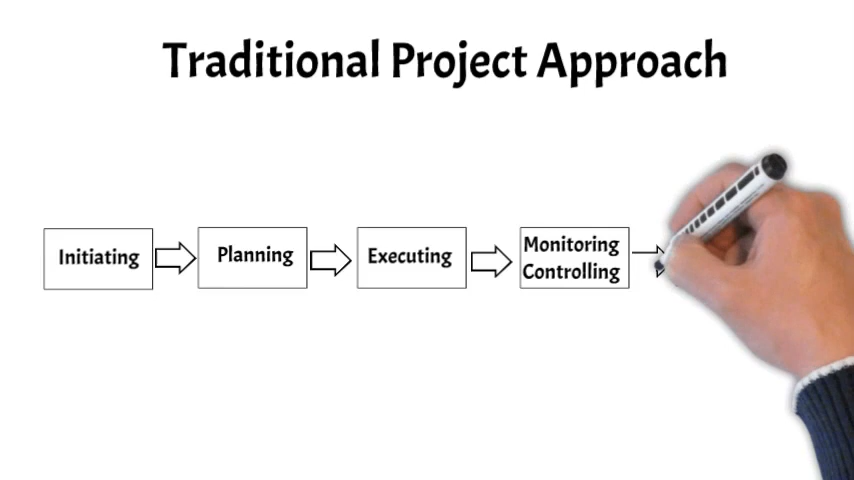 Traditional Project Approach
Initiating
Planning
Executing
Monitoring
Controlling